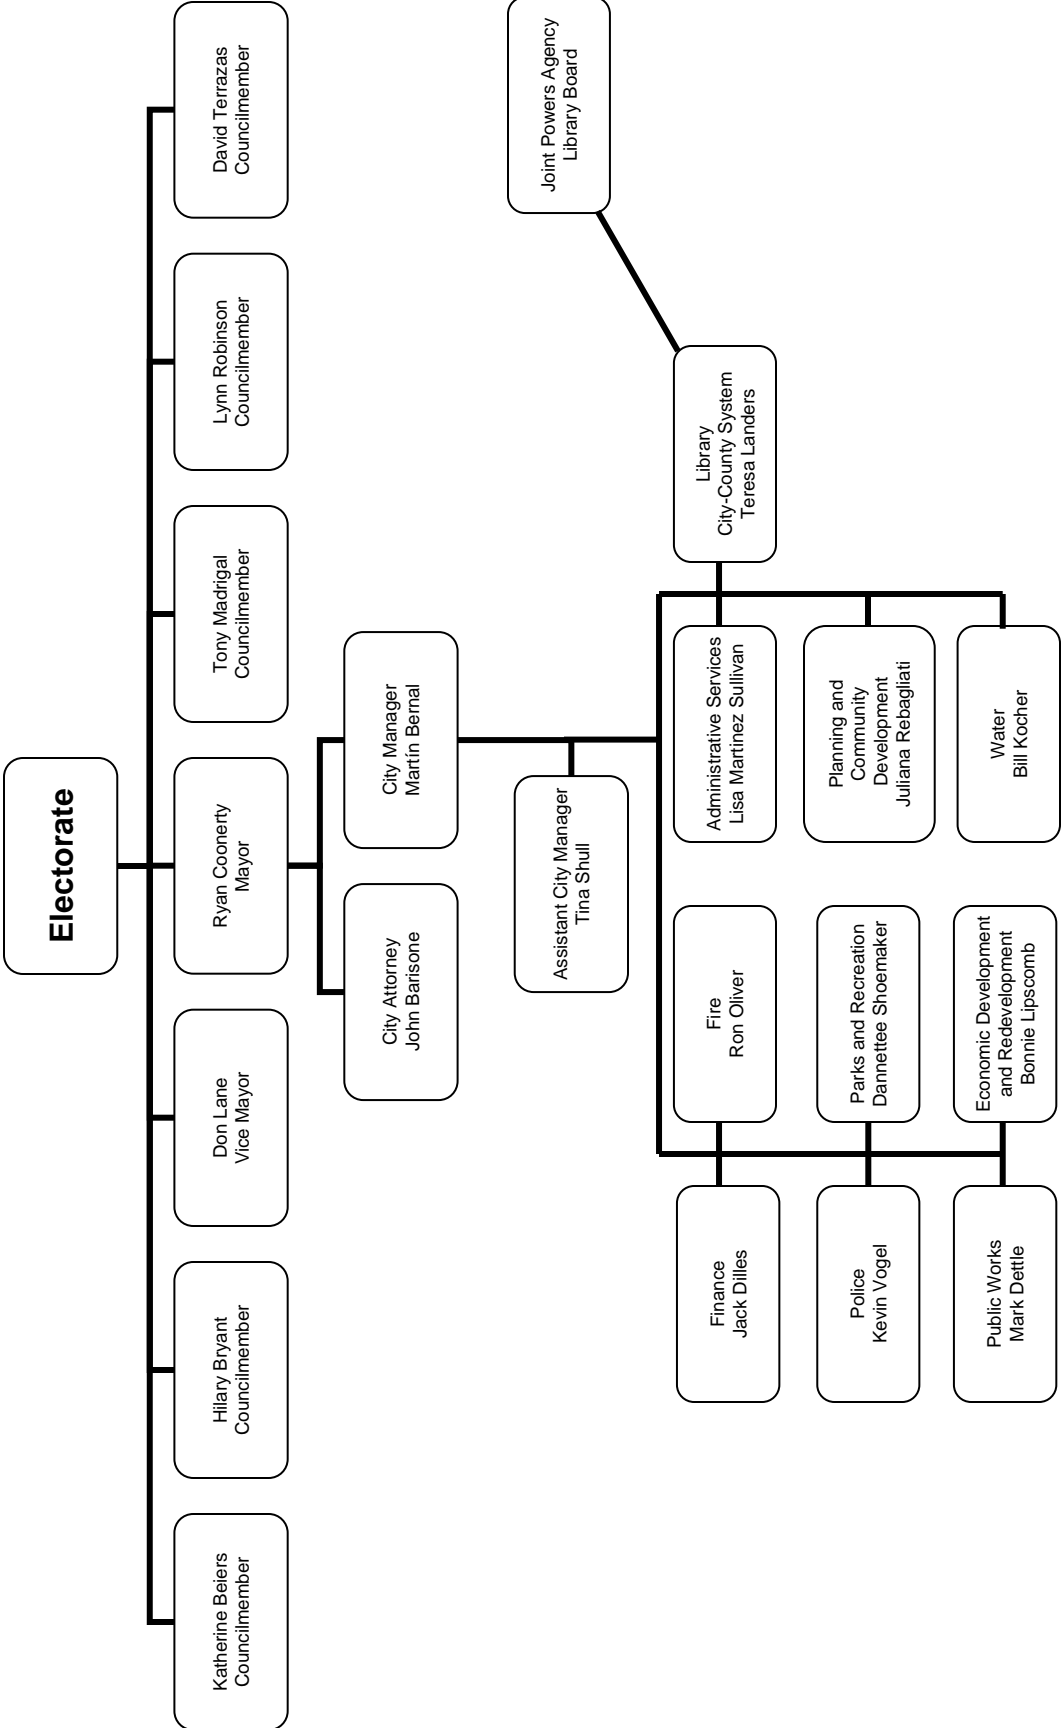 Electorate
Katherine Beiers
Councilmember
Hilary Bryant
Councilmember
Don Lane
Vice Mayor
Ryan Coonerty
Mayor
Tony Madrigal
Councilmember
Lynn Robinson
Councilmember
David Terrazas
Councilmember
City Attorney
John Barisone
City Manager
Martín Bernal
Assistant City Manager
Tina Shull
Joint Powers Agency
Library Board
Finance
Jack Dilles
Fire
Ron Oliver
Administrative Services
Lisa Martinez Sullivan
Library
City-County System
Teresa Landers
Police
Kevin Vogel
Parks and Recreation
Dannettee Shoemaker
Planning and
Community
Development
Juliana Rebagliati
Public Works
Mark Dettle
Economic Development
and Redevelopment
Bonnie Lipscomb
Water
Bill Kocher